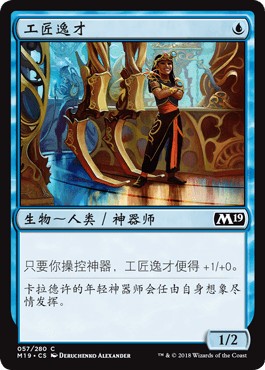 工匠逸才
生物~人类 / 神器师
M19
只要你操控神器，工匠逸才便得 +1/+0。
卡拉德许的年轻神器师会任由自身想象尽
情发挥。
057/280 C
M19 • CS DERUCHENKO ALEXANDER
1/2
™ & © 2018 Wizards of the Coast